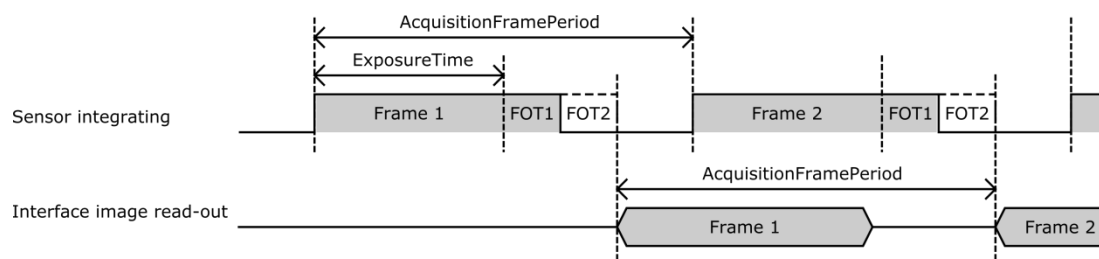 AcquisitionFramePeriod
ExposureTime
Sensor integrating
Frame 1
FOT1
FOT2
Frame 2
FOT1
FOT2
AcquisitionFramePeriod
Interface image read-out
Frame 1
Frame 2